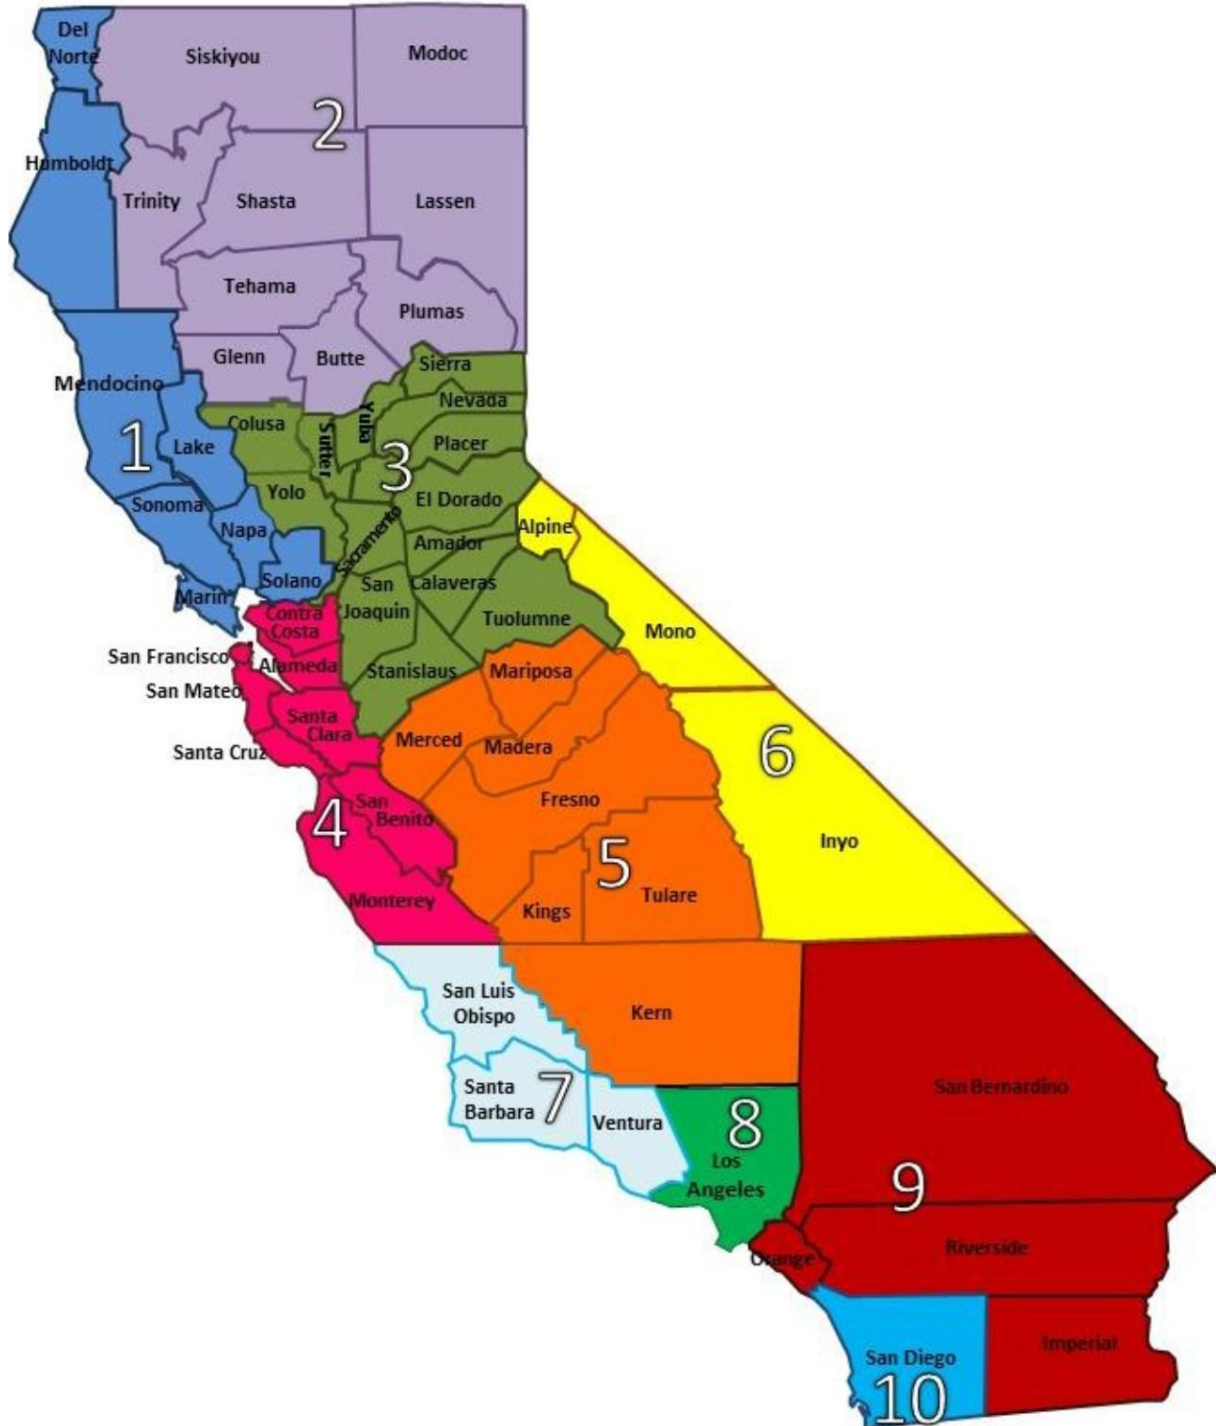 Del
Norte
Siskiyou
Modoc
2
Humboldt
Trinity
Shasta
Lassen
Tehama
Plumas
Glenn
Butte
Sierra
Mendocino
Nevada
Colusa
Sutter
Yuba
Placer
1
Lake
3
Yolo
El Dorado
Sonoma
Napa
Sacramento
Alpine
Amador
Solano
San
Joaquin
Calaveras
Marin
Contra
Costa
Tuolumne
Mono
San Francisco
Alameda
Stanislaus
Mariposa
San Mateo
Santa
Clara
Merced
Madera
6
Santa Cruz
San
Benito
4
Fresno
Inyo
5
Monterey
Kings
Tulare
San Luis
Obispo
Kern
Santa
Barbara
7
Ventura
8
San Bernardino
Los
Angeles
9
Orange
Riverside
San Diego
10
Imperial